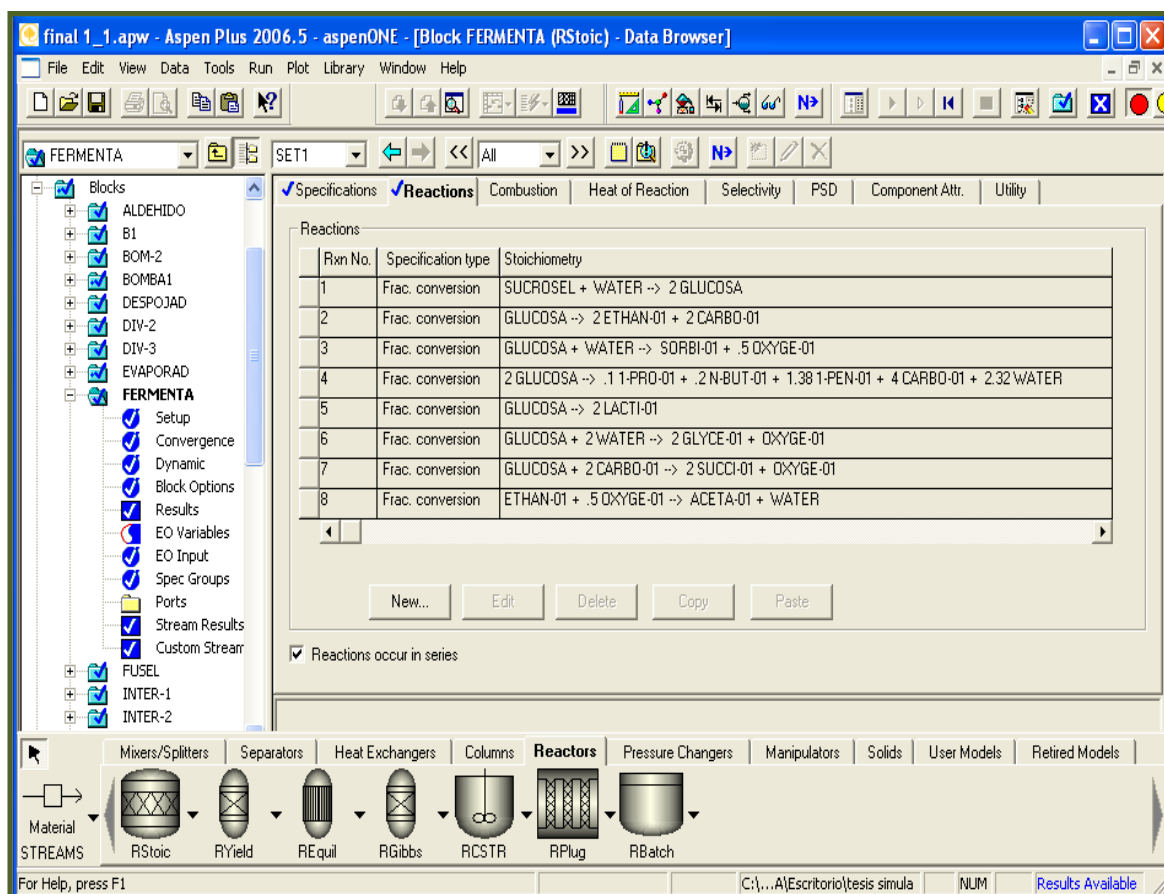 final 1_1.apw - Aspen Plus 2006.5 - aspenONE - [Block FERMENTA (RStoic) - Data Browser]
File Edit View Data Tools Run Plot Library Window Help
N
FERMENTA SET1 << All >> N
Blocks
ALDEHIDO
B1
BOM-2
BOMBA1
DESPOJAD
DIV-2
DIV-3
EVAPORAD
FERMENTA
Setup
Convergence
Dynamic
Block Options
Results
EO Variables
EO Input
Spec Groups
Ports
Stream Results
Custom Stream
FUSEL
INTER-1
INTER-2
Specifications Reactions Combustion Heat of Reaction Selectivity PSD Component Attr. Utility
Reactions
Rxn No. Specification type Stoichiometry
1 Frac. conversion SUCROSEL + WATER --> 2 GLUCOSA
2 Frac. conversion GLUCOSA --> 2 ETHAN-01 + 2 CARBO-01
3 Frac. conversion GLUCOSA + WATER --> SORBI-01 + .5 OXYGE-01
4 Frac. conversion 2 GLUCOSA --> .1 1-PRO-01 + .2 N-BUT-01 + 1.38 1-PEN-01 + 4 CARBO-01 + 2.32 WATER
5 Frac. conversion GLUCOSA --> 2 LACTI-01
6 Frac. conversion GLUCOSA + 2 WATER --> 2 GLYCE-01 + OXYGE-01
7 Frac. conversion GLUCOSA + 2 CARBO-01 --> 2 SUCCI-01 + OXYGE-01
8 Frac. conversion ETHAN-01 + .5 OXYGE-01 --> ACETA-01 + WATER
New... Edit Delete Copy Paste
Reactions occur in series
Mixers/Splitters Separators Heat Exchangers Columns Reactors Pressure Changers Manipulators Solids User Models Retired Models
Material
STREAMS RStoic RYield REquil RGibbs RCSTR RPlug RBatch
For Help, press F1 C:\...A\Escritorio\tesis simula NUM Results Available